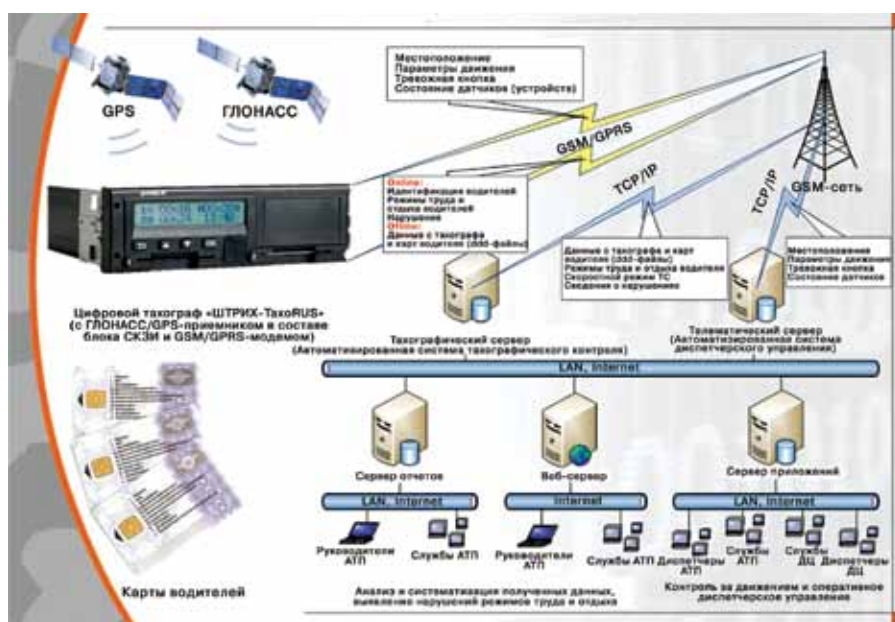 GPS
ГЛОНАСС
Местоположение
Параметры движения
Тревожная кнопка
Состояние датчиков (устройств)
GSM/GPRS
TCP/IP
TCP/IP
GSM-сеть
Online:
Идентификация водителей
Режимы труда и
отдыха водителей
Нарушения
Offline:
Данные с тахографа
и карт водителя (ddd-файлы)
Данные с тахографа и карт
водителя (ddd-файлы)
Режимы труда и отдыха водителя
Скоростной режим ТС
Сведения о нарушениях
Местоположение
Параметры движения
Тревожная кнопка
Состояние датчиков
Цифровой тахограф «ШТРИХ-ТахоRUS»
(с ГЛОНАСС/GPS-приемником в составе
блока СКЗИ и GSM/GPRS-модемом)
Тахографический сервер
(Автоматизированная система тахографического контроля)
Телематический сервер
(Автоматизированная система
диспетчерского управления)
LAN, Internet
Сервер отчетов
Веб-сервер
Сервер приложений
LAN, Internet
Internet
LAN, Internet
Руководители
АТП
Службы АТП
Руководители
АТП
Службы АТП
Диспетчеры
АТП
Службы
АТП
Службы
ДЦ
Диспетчеры
ДЦ
Карты водителей
Анализ и систематизация полученных данных,
выявление нарушений режимов труда и отдыха
Контроль за движением и оперативное
диспетчерское управление